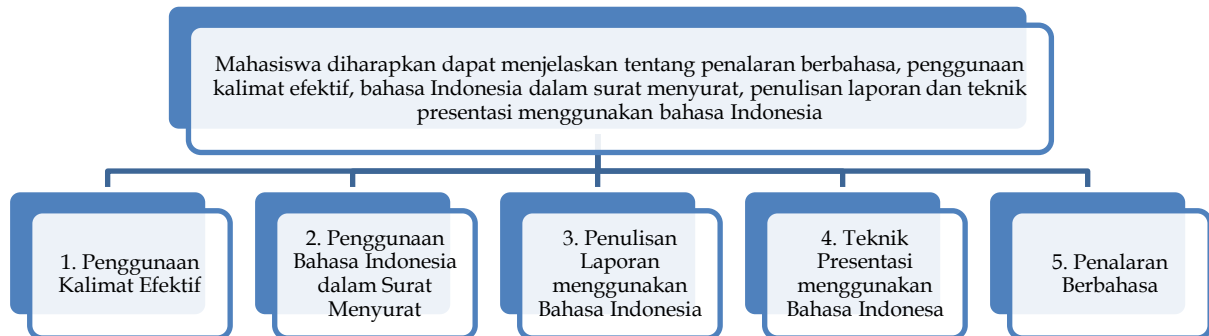 Mahasiswa diharapkan dapat menjelaskan tentang penalaran berbahasa, penggunaan
kalimat efektif, bahasa Indonesia dalam surat menyurat, penulisan laporan dan teknik
presentasi menggunakan bahasa Indonesia
1. Penggunaan
Kalimat Efektif
2. Penggunaan
Bahasa Indonesia
dalam Surat
Menyurat
3. Penulisan
Laporan
menggunakan
Bahasa Indonesia
4. Teknik
Presentasi
menggunakan
Bahasa Indonesa
5. Penalaran
Berbahasa